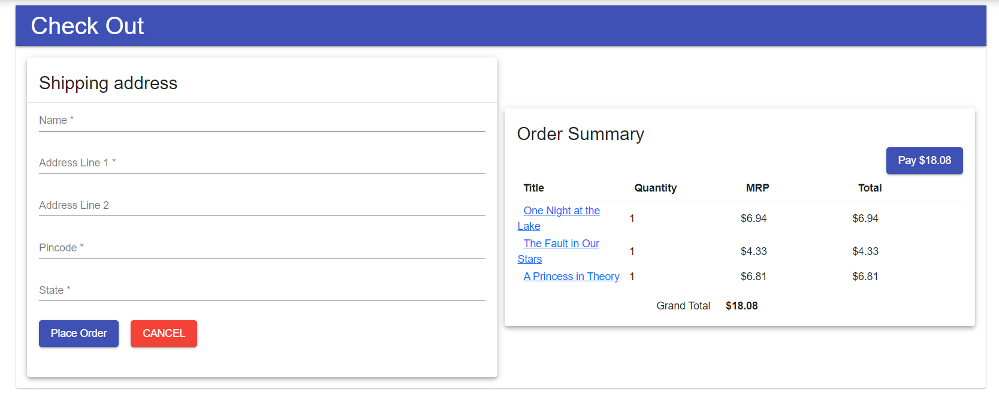 Check Out
Shipping address
Name *
Address Line 1 *
Address Line 2
Pincode *
State *
Place Order CANCEL
Order Summary
Pay $18.08
Title Quantity MRP Total
One Night at the
Lake 1 $6.94 $6.94
The Fault in Our
Stars 1 $4.33 $4.33
A Princess in Theory 1 $6.81 $6.81
Grand Total $18.08